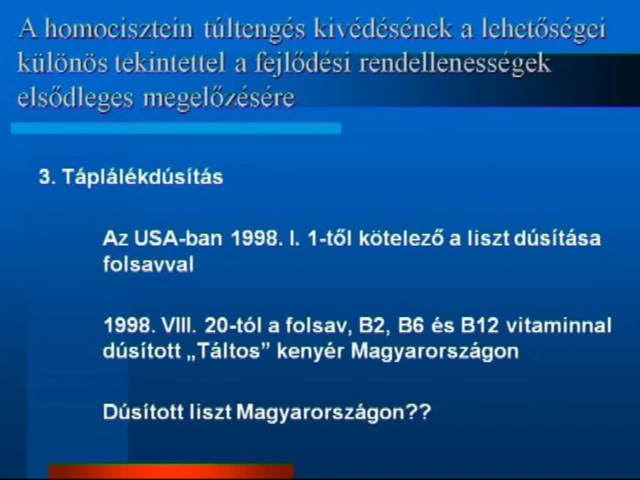 A homocisztein túltengés kivédésének a lehetőségei
különös tekintettel a fejlődési rendellenességek
elsődleges megelőzésére
3. Táplálékdúsítás
Az USA-ban 1998. I. 1-től kötelező a liszt dúsítása
folsavval
1998. VIII. 20-tól a folsav, B2, B6 és B12 vitaminnal
dúsított „Táltos” kenyér Magyarországon
Dúsított liszt Magyarországon??